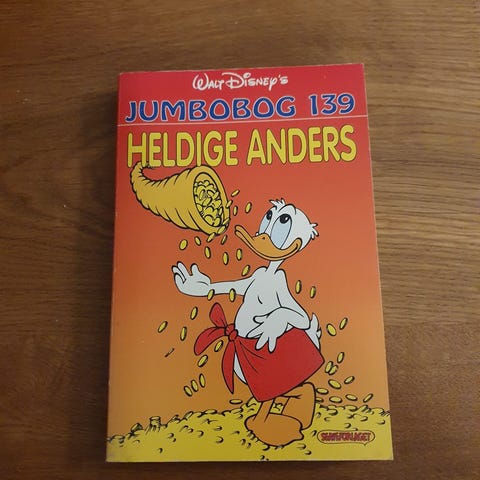 WALT DISNEY'S
JUMBOBOG 139
HELDIGE ANDERS
SERIEFORLAGET